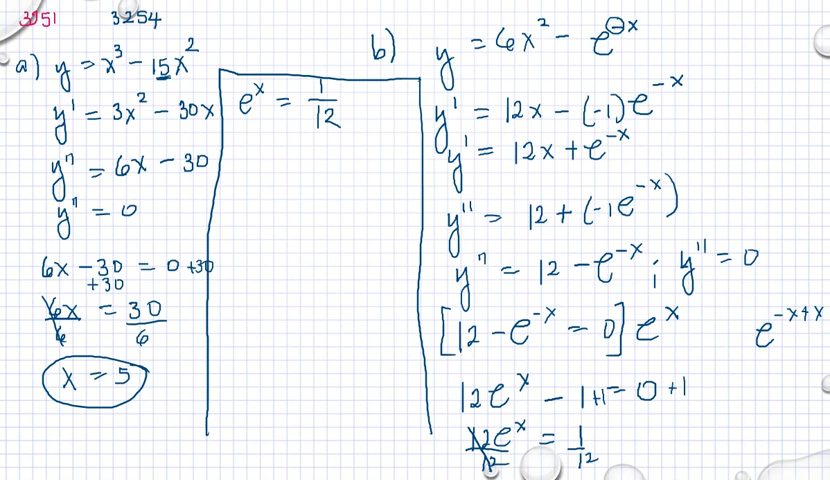 3251 3254
a) y = x³ - 15x²
y' = 3x² - 30x
y" = 6x - 30
y" = 0
6x - 30 = 0 +30
+30
6x/6 = 30/6
x = 5
eˣ = 1/12
b) y = 6x² - e⁻ˣ
y' = 12x - (-1)e⁻ˣ
y' = 12x + e⁻ˣ
y" = 12 + (-1e⁻ˣ)
y" = 12 - e⁻ˣ ; y" = 0
[12 - e⁻ˣ = 0] eˣ e⁻ˣ⁺ˣ
12eˣ - 1 +1 = 0 +1
12eˣ/12 = 1/12